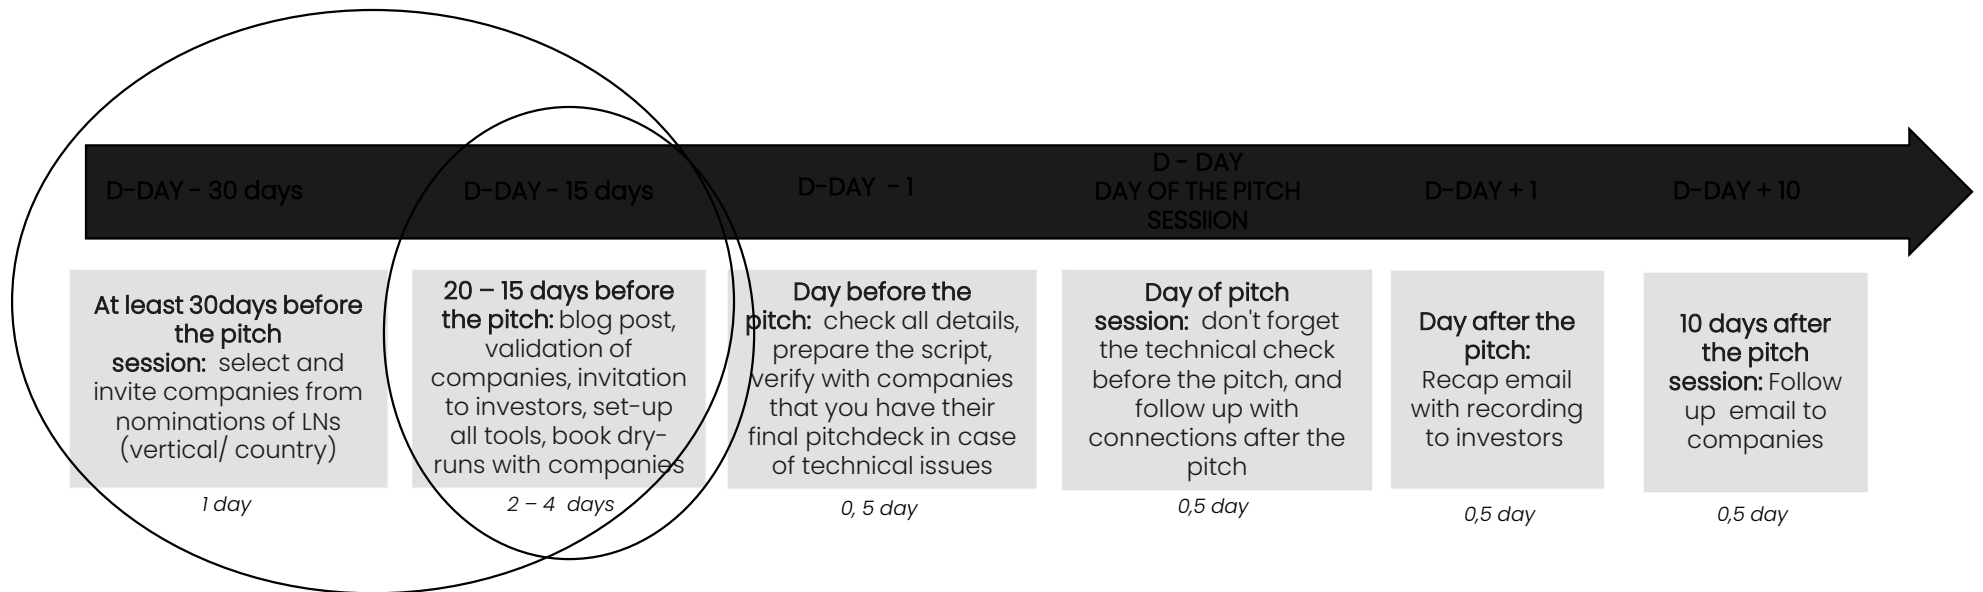 D-DAY - 30 days
D-DAY - 15 days
D-DAY  - 1
D - DAY
DAY OF THE PITCH
SESSIION
D-DAY + 1
D-DAY + 10
At least 30days before
the pitch
session:  select and
invite companies from
nominations of LNs
(vertical/ country)
1 day
20 – 15 days before
the pitch: blog post,
validation of
companies, invitation
to investors, set-up
all tools, book dry-
runs with companies
2 – 4  days
Day before the
pitch:  check all details,
prepare the script,
verify with companies
that you have their
final pitchdeck in case
of technical issues
0, 5 day
Day of pitch
session:  don't forget
the technical check
before the pitch, and
follow up with
connections after the
pitch
0,5 day
Day after the
pitch:
Recap email
with recording
to investors
0,5 day
10 days after
the pitch
session: Follow
up  email to
companies
0,5 day